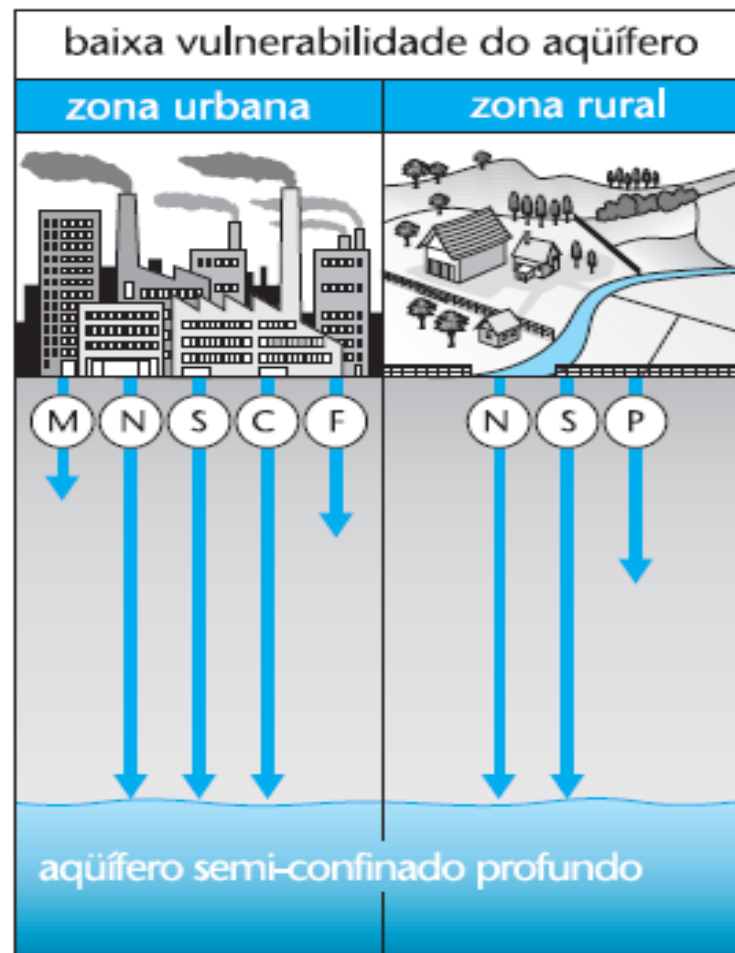 baixa vulnerabilidade do aqüífero
zona urbana
zona rural
M N S C F
N S P
aqüífero semi-confinado profundo